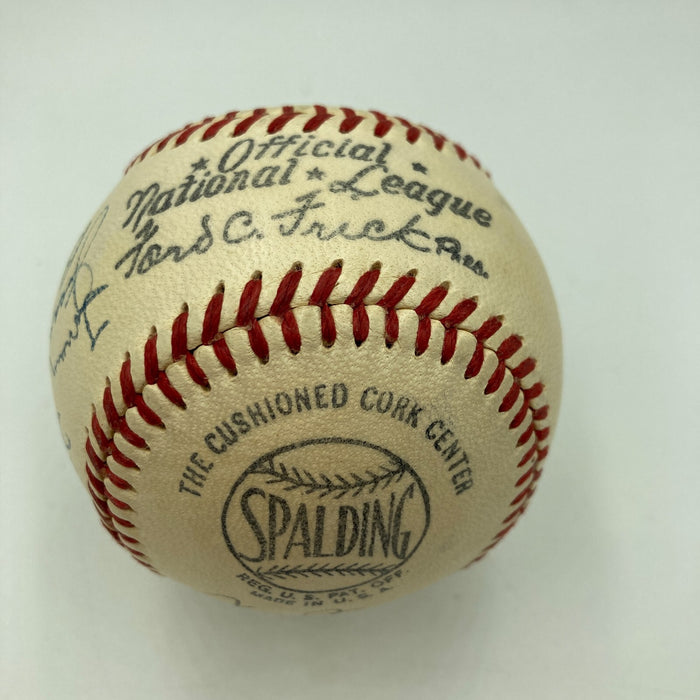 ★ Official ★
National ★ League
Ford C. Frick Pres.
THE CUSHIONED CORK CENTER
SPALDING
REG. U. S. PAT. OFF.
MADE IN U. S. A.